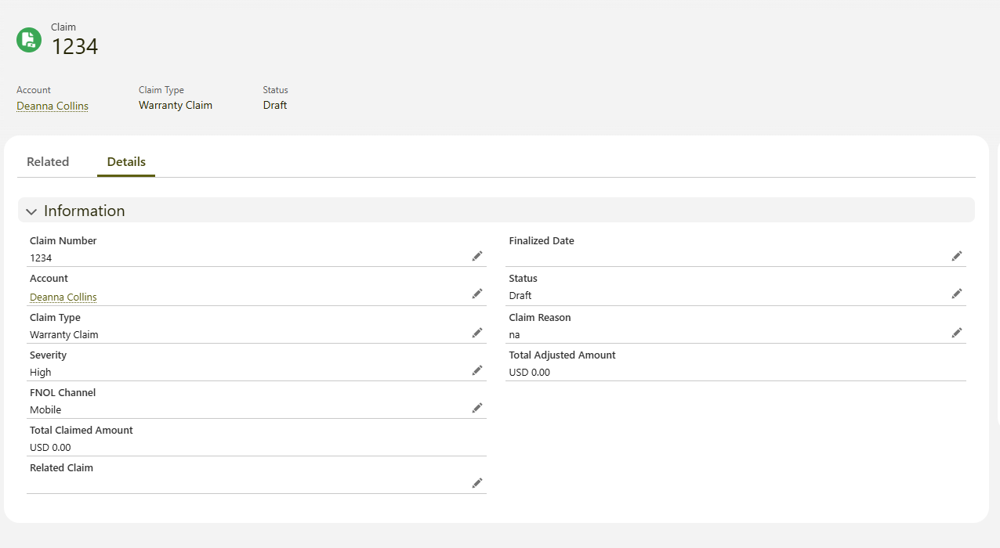 Claim
1234
Account
Claim Type
Status
Deanna Collins
Warranty Claim
Draft
Related
Details
Information
Claim Number
1234
Finalized Date
Account
Deanna Collins
Status
Draft
Claim Type
Warranty Claim
Claim Reason
na
Severity
High
Total Adjusted Amount
USD 0.00
FNOL Channel
Mobile
Total Claimed Amount
USD 0.00
Related Claim